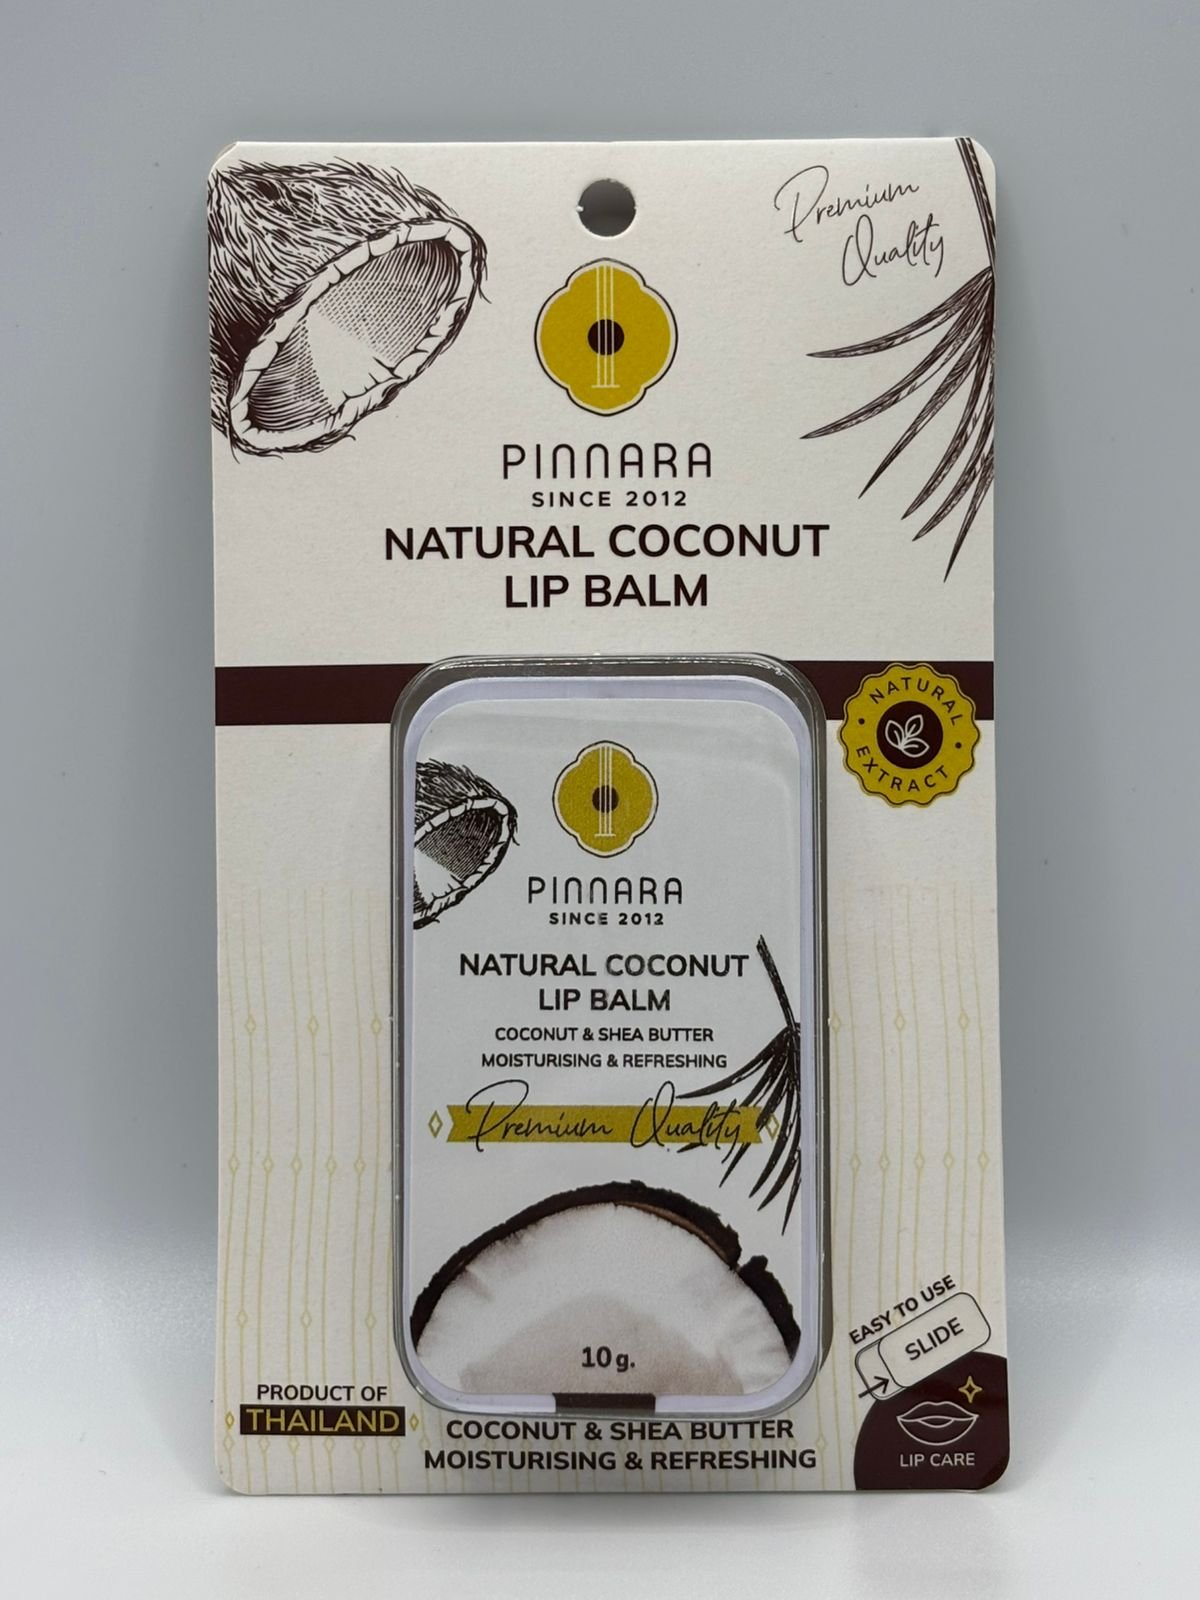 Premium
Quality
PINNARA
SINCE 2012
NATURAL COCONUT
LIP BALM
NATURAL
EXTRACT
PINNARA
SINCE 2012
NATURAL COCONUT
LIP BALM
COCONUT & SHEA BUTTER
MOISTURISING & REFRESHING
Premium Quality
10 g.
EASY TO USE
SLIDE
LIP CARE
PRODUCT OF
THAILAND
COCONUT & SHEA BUTTER
MOISTURISING & REFRESHING